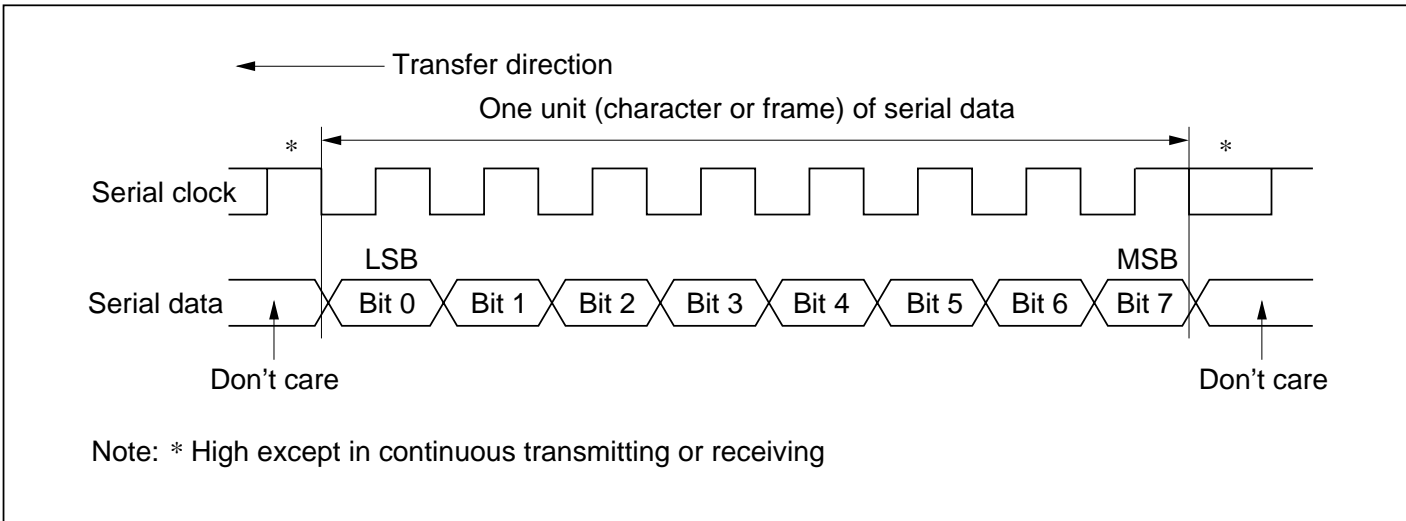 Transfer direction
One unit (character or frame) of serial data
* *
Serial clock
LSB MSB
Serial data Bit 0 Bit 1 Bit 2 Bit 3 Bit 4 Bit 5 Bit 6 Bit 7
Don’t care Don’t care
Note: * High except in continuous transmitting or receiving